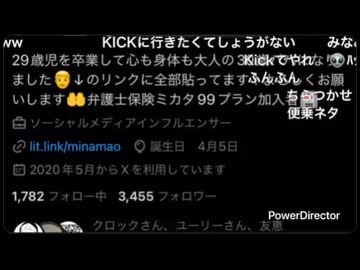 ww
KICKに行きたくてしょうがない
みな
29歳児を卒業して心も身体も大人の3
Kickでやれ
なり
ました👨↓のリンクに全部貼ってます
くお願
ふんふん
いします🤲弁護士保険ミカタ99プラン加入
ちらつかせ
便乗ネタ
ソーシャルメディアインフルエンサー
lit.link/minamao 誕生日 4月5日
2020年5月からXを利用しています
1,782 フォロー中 3,455 フォロワー
PowerDirector
クロックさん、ユーリーさん、友恵